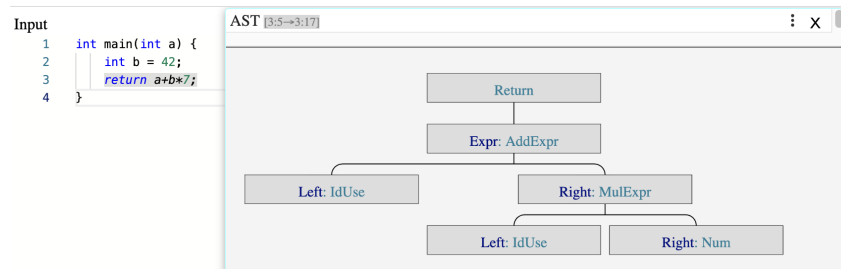 Input
1 int main(int a) {
2 int b = 42;
3 return a+b*7;
4 }
AST [3:5→3:17]
⋮ X
Return
Expr: AddExpr
Left: IdUse Right: MulExpr
Left: IdUse Right: Num